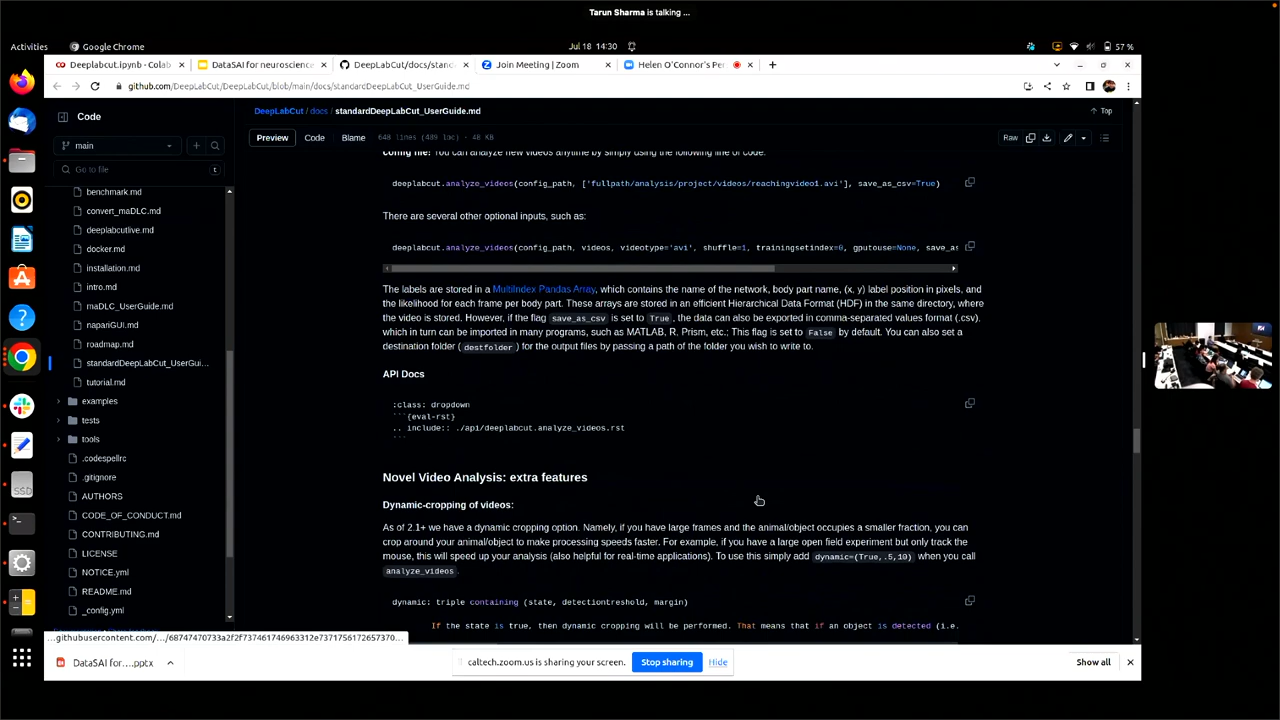 Tarun Sharma is talking ...
Activities
Google Chrome
Jul 18 14:30
57 %
Deeplabcut.ipynb - Colab
DataSAI for neuroscience
DeepLabCut/docs/stand
Join Meeting | Zoom
Helen O'Connor's Per
github.com/DeepLabCut/DeepLabCut/blob/main/docs/standardDeepLabCut_UserGuide.md
Code
DeepLabCut / docs / standardDeepLabCut_UserGuide.md
Top
main
Preview
Code
Blame
648 lines (489 loc) · 48 KB
Raw
Go to file
t
benchmark.md
convert_maDLC.md
deeplabcutlive.md
docker.md
installation.md
intro.md
maDLC_UserGuide.md
napariGUI.md
roadmap.md
standardDeepLabCut_UserGui...
tutorial.md
examples
tests
tools
.codespellrc
.gitignore
AUTHORS
CODE_OF_CONDUCT.md
CONTRIBUTING.md
LICENSE
NOTICE.yml
README.md
_config.yml
config file! You can analyze new videos anytime by simply using the following line of code:
deeplabcut.analyze_videos(config_path, ['fullpath/analysis/project/videos/reachingvideo1.avi'], save_as_csv=True)
There are several other optional inputs, such as:
deeplabcut.analyze_videos(config_path, videos, videotype='avi', shuffle=1, trainingsetindex=0, gputouse=None, save_as
The labels are stored in a MultiIndex Pandas Array, which contains the name of the network, body part name, (x, y) label position in pixels, and
the likelihood for each frame per body part. These arrays are stored in an efficient Hierarchical Data Format (HDF) in the same directory, where
the video is stored. However, if the flag save_as_csv is set to True, the data can also be exported in comma-separated values format (.csv),
which in turn can be imported in many programs, such as MATLAB, R, Prism, etc.; This flag is set to False by default. You can also set a
destination folder ( destfolder ) for the output files by passing a path of the folder you wish to write to.
API Docs
:class: dropdown
```{eval-rst}
.. include:: ./api/deeplabcut.analyze_videos.rst
```
Novel Video Analysis: extra features
Dynamic-cropping of videos:
As of 2.1+ we have a dynamic cropping option. Namely, if you have large frames and the animal/object occupies a smaller fraction, you can
crop around your animal/object to make processing speeds faster. For example, if you have a large open field experiment but only track the
mouse, this will speed up your analysis (also helpful for real-time applications). To use this simply add dynamic=(True,.5,10) when you call
analyze_videos.
dynamic: triple containing (state, detectiontreshold, margin)
If the state is true, then dynamic cropping will be performed. That means that if an object is detected (i.e.
DataSAI for....pptx
caltech.zoom.us is sharing your screen.
Stop sharing
Hide
Show all